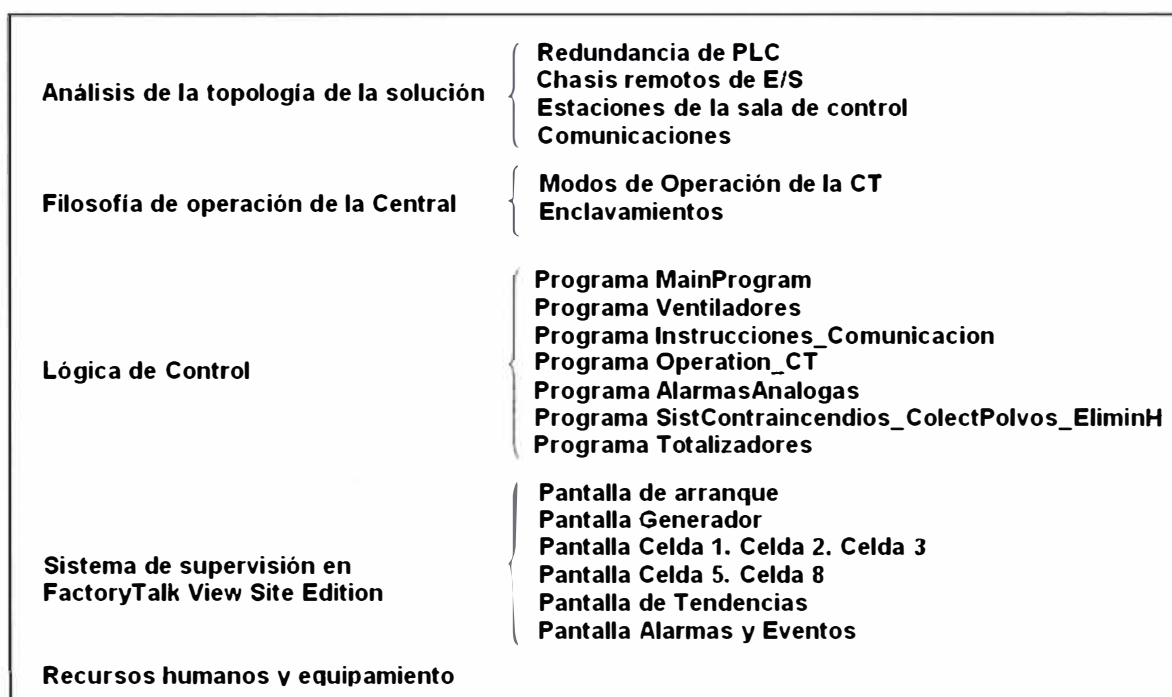 Análisis de la topología de la solución
Redundancia de PLC
Chasis remotos de E/S
Estaciones de la sala de control
Comunicaciones
Filosofía de operación de la Central
Modos de Operación de la CT
Enclavamientos
Lógica de Control
Programa MainProgram
Programa Ventiladores
Programa Instrucciones_Comunicacion
Programa Operation_CT
Programa AlarmasAnalogas
Programa SistContraincendios_ColectPolvos_EliminH
Programa Totalizadores
Sistema de supervisión en
FactoryTalk View Site Edition
Pantalla de arranque
Pantalla Generador
Pantalla Celda 1. Celda 2. Celda 3
Pantalla Celda 5. Celda 8
Pantalla de Tendencias
Pantalla Alarmas y Eventos
Recursos humanos y equipamiento